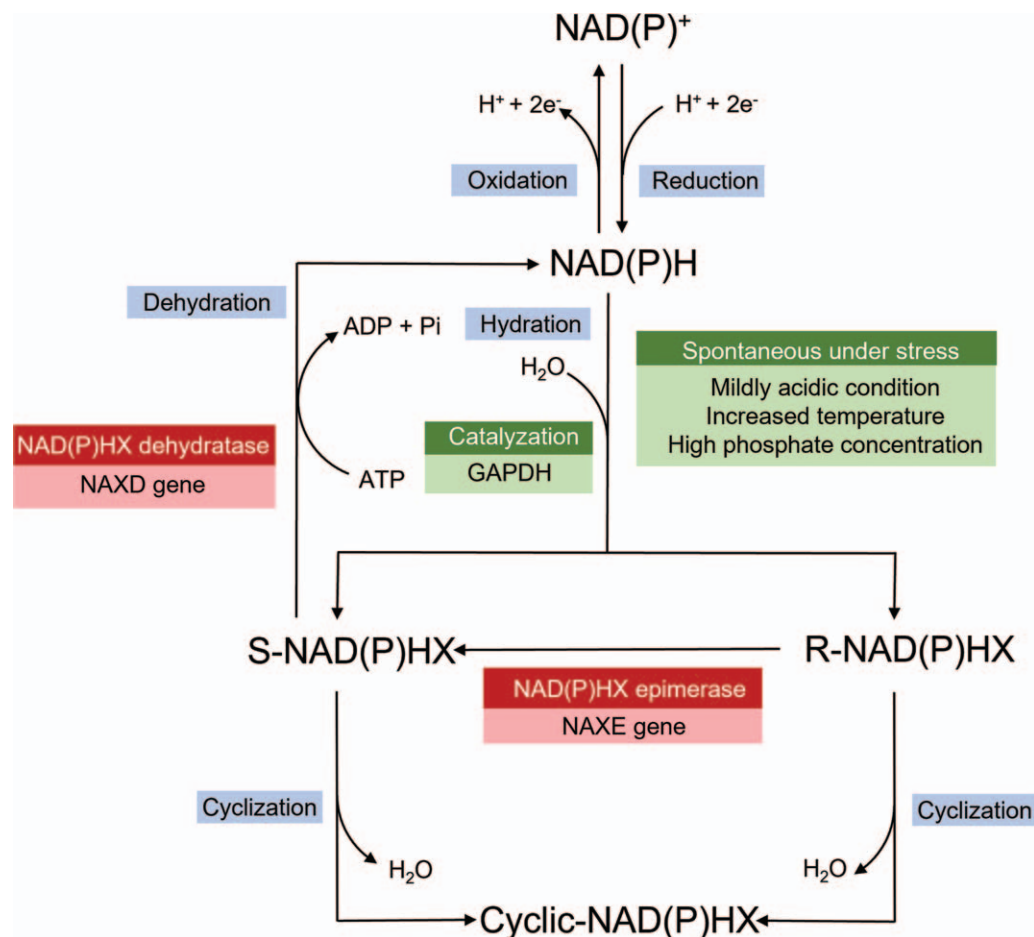 NAD(P)⁺
H⁺ + 2e⁻
H⁺ + 2e⁻
Oxidation
Reduction
NAD(P)H
Dehydration
Hydration
ADP + Pi
H₂O
Spontaneous under stress
Mildly acidic condition
Increased temperature
High phosphate concentration
NAD(P)HX dehydratase
NAXD gene
Catalyzation
GAPDH
ATP
S-NAD(P)HX
R-NAD(P)HX
NAD(P)HX epimerase
NAXE gene
Cyclization
Cyclization
H₂O
H₂O
Cyclic-NAD(P)HX